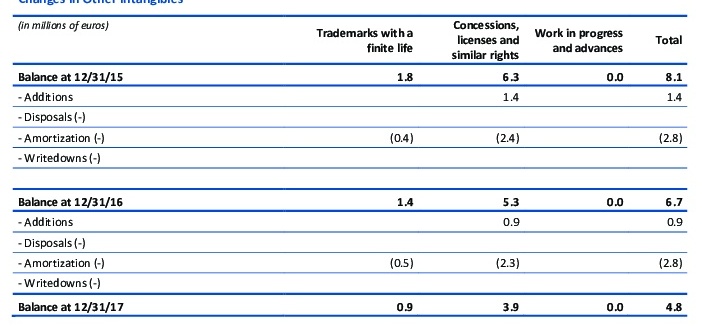 Changes in Other Intangibles
(in millions of euros) Trademarks with a finite life Concessions, licenses and similar rights Work in progress and advances Total
Balance at 12/31/15 1.8 6.3 0.0 8.1
- Additions 1.4 1.4
- Disposals (-)
- Amortization (-) (0.4) (2.4) (2.8)
- Writedowns (-)
Balance at 12/31/16 1.4 5.3 0.0 6.7
- Additions 0.9 0.9
- Disposals (-)
- Amortization (-) (0.5) (2.3) (2.8)
- Writedowns (-)
Balance at 12/31/17 0.9 3.9 0.0 4.8